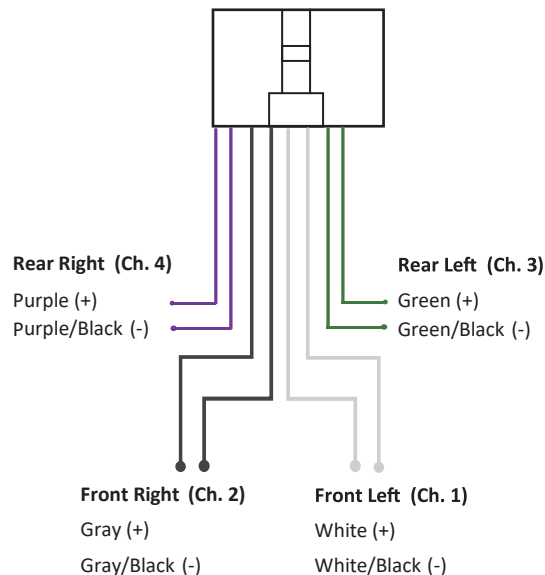 Rear Right (Ch. 4)
Purple (+)
Purple/Black (-)
Rear Left (Ch. 3)
Green (+)
Green/Black (-)
Front Right (Ch. 2)
Gray (+)
Gray/Black (-)
Front Left (Ch. 1)
White (+)
White/Black (-)